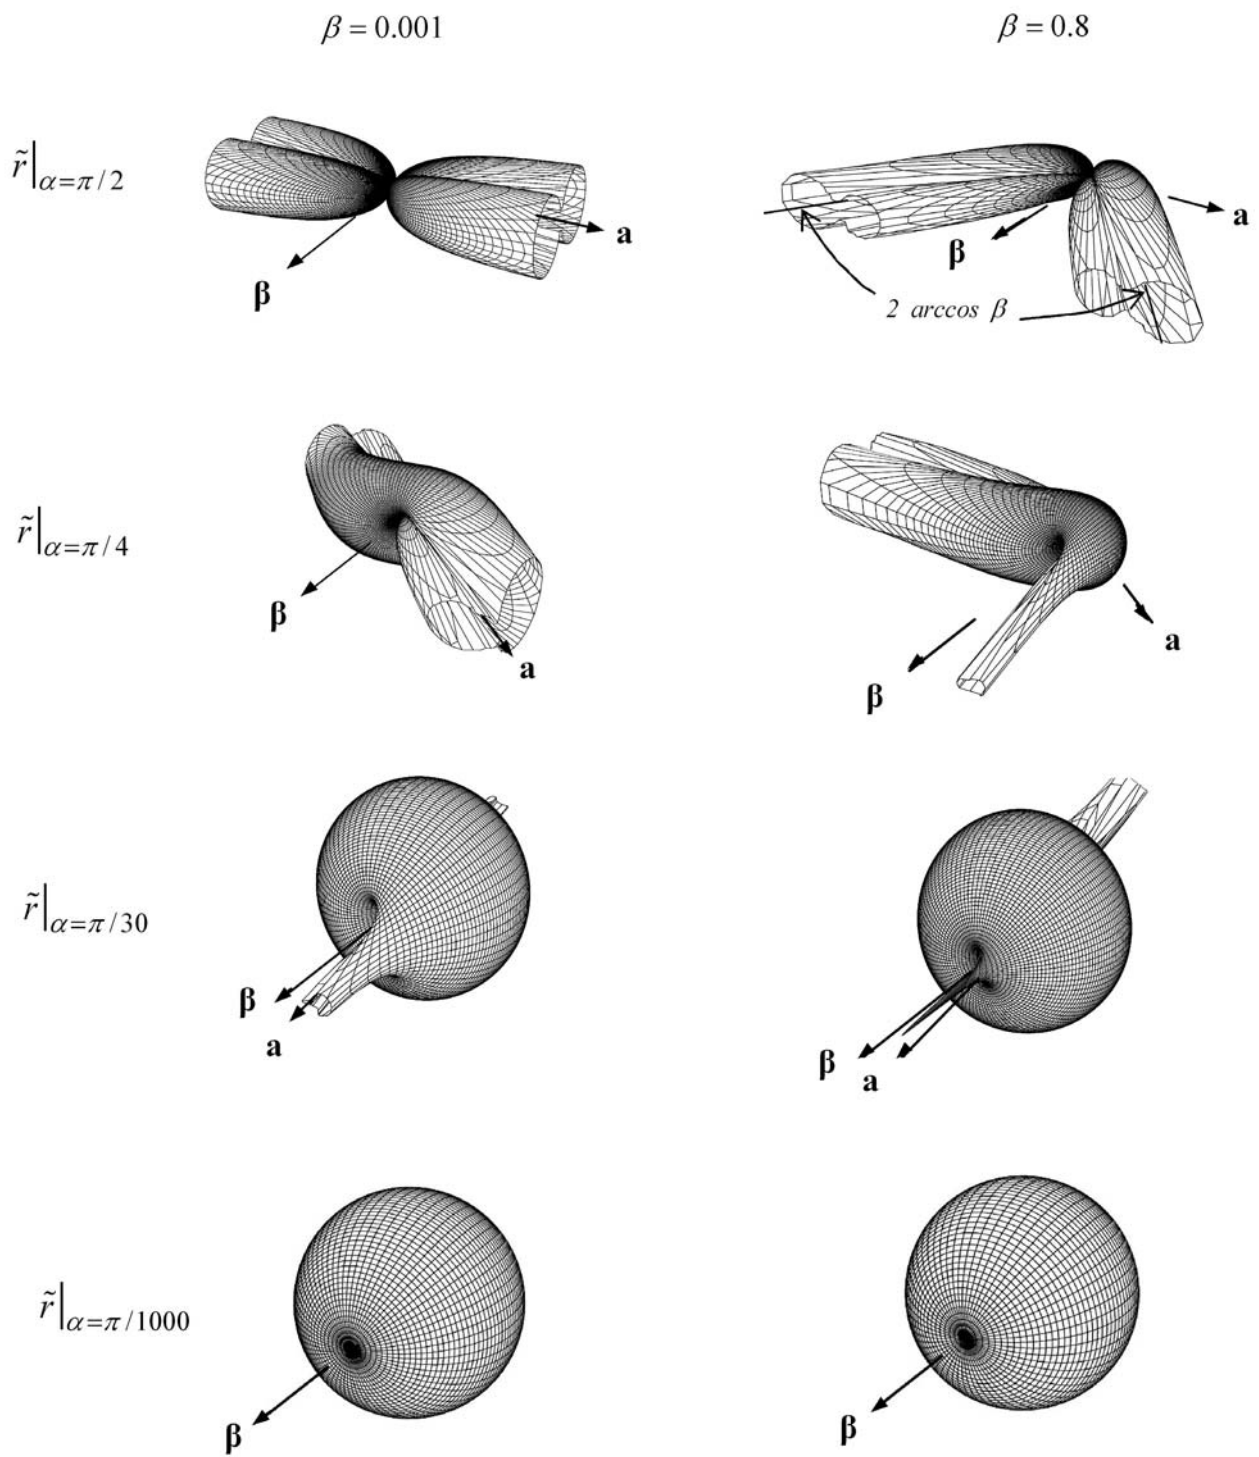 β = 0.001
β = 0.8
r̃|α=π/2
a
β
a
β
2 arccos β
r̃|α=π/4
β
a
β
a
r̃|α=π/30
β
a
β
a
r̃|α=π/1000
β
β